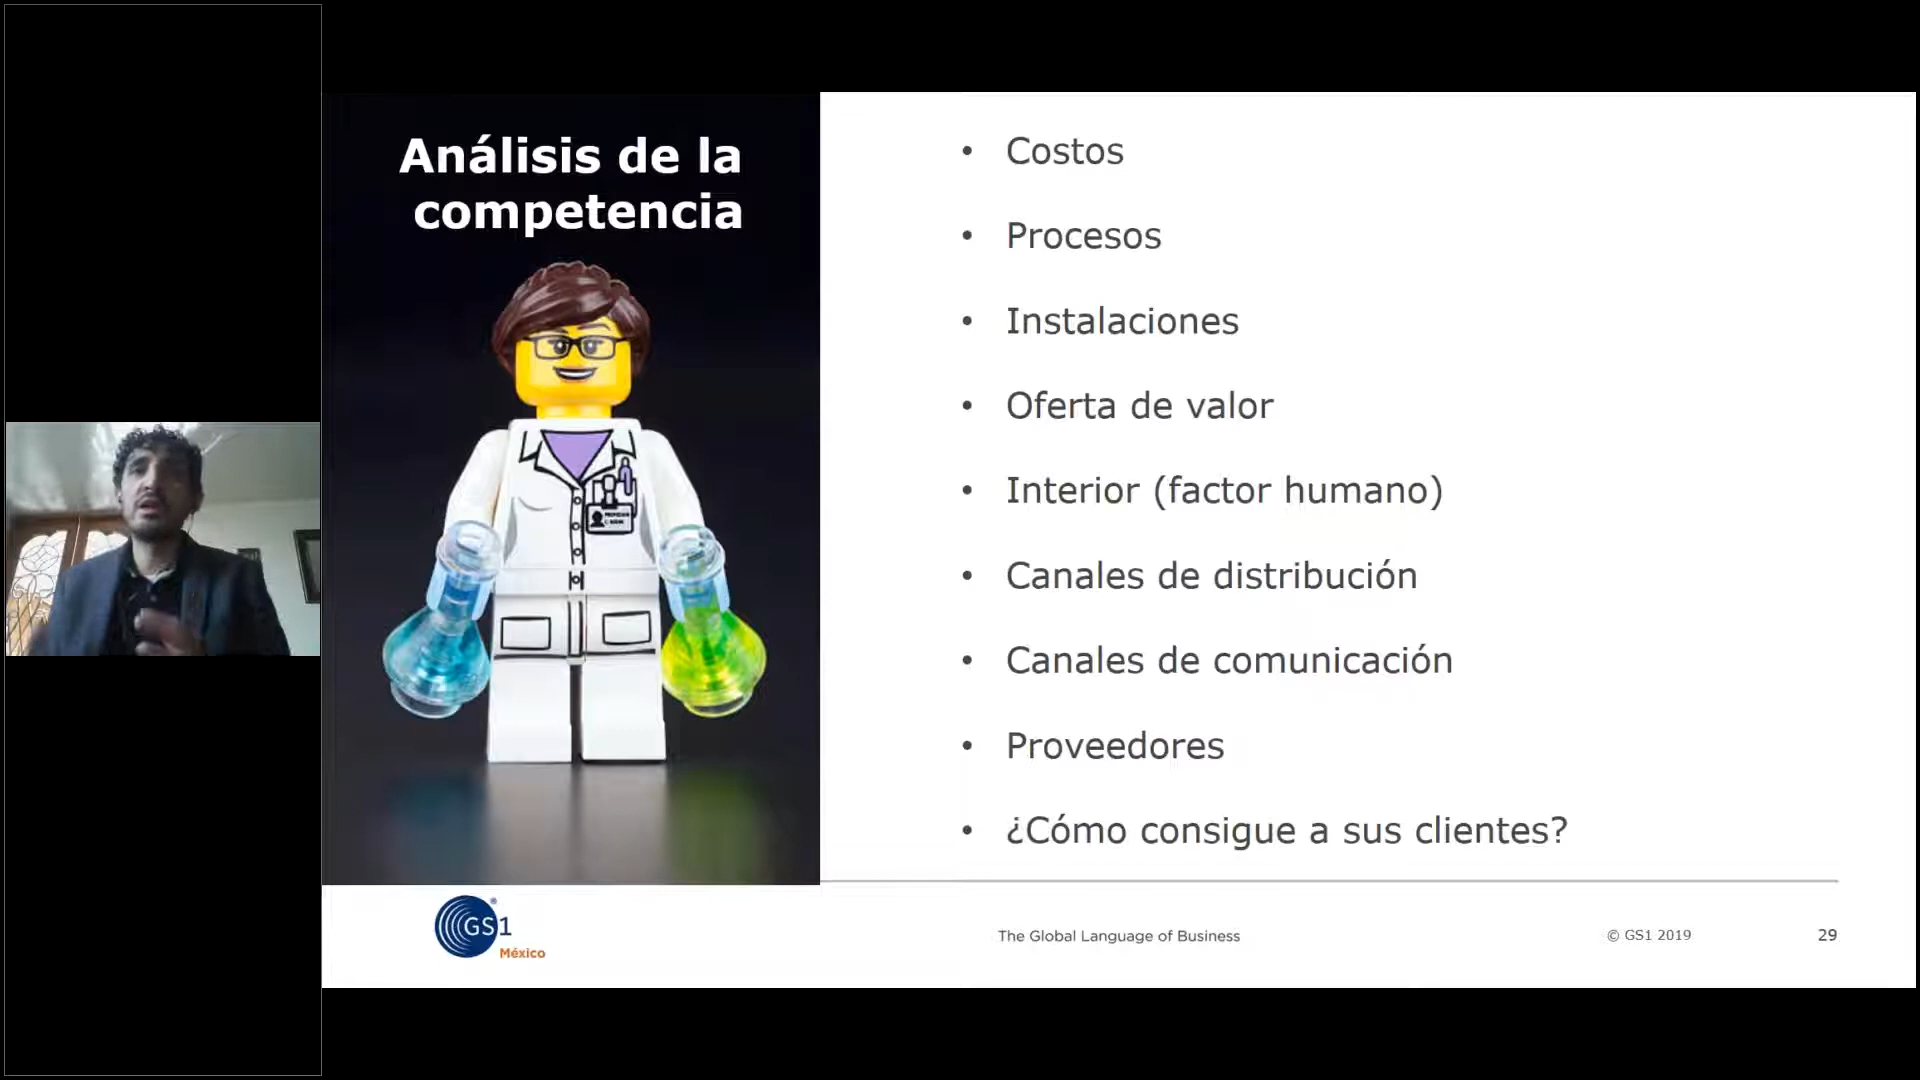 Análisis de la
competencia
• Costos
• Procesos
• Instalaciones
• Oferta de valor
• Interior (factor humano)
• Canales de distribución
• Canales de comunicación
• Proveedores
• ¿Cómo consigue a sus clientes?
GS1
®
México
The Global Language of Business
© GS1 2019
29